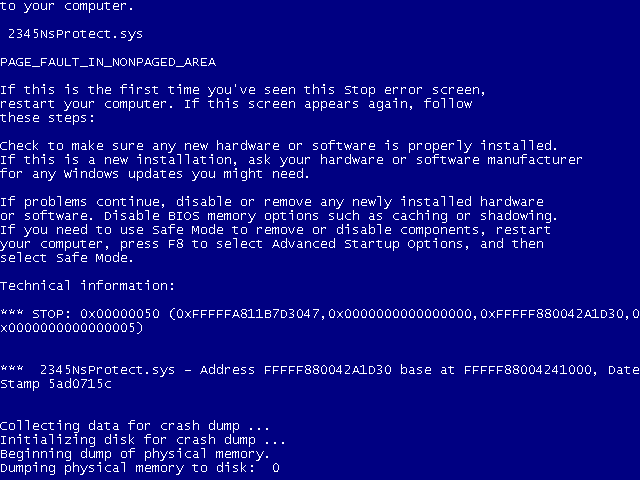 to your computer.
2345NsProtect.sys
PAGE_FAULT_IN_NONPAGED_AREA
If this is the first time you've seen this Stop error screen,
restart your computer. If this screen appears again, follow
these steps:
Check to make sure any new hardware or software is properly installed.
If this is a new installation, ask your hardware or software manufacturer
for any Windows updates you might need.
If problems continue, disable or remove any newly installed hardware
or software. Disable BIOS memory options such as caching or shadowing.
If you need to use Safe Mode to remove or disable components, restart
your computer, press F8 to select Advanced Startup Options, and then
select Safe Mode.
Technical information:
*** STOP: 0x00000050 (0xFFFFFA811B7D3047,0x0000000000000000,0xFFFFF880042A1D30,0
x0000000000000005)
*** 2345NsProtect.sys - Address FFFFF880042A1D30 base at FFFFF88004241000, Date
Stamp 5ad0715c
Collecting data for crash dump ...
Initializing disk for crash dump ...
Beginning dump of physical memory.
Dumping physical memory to disk: 0